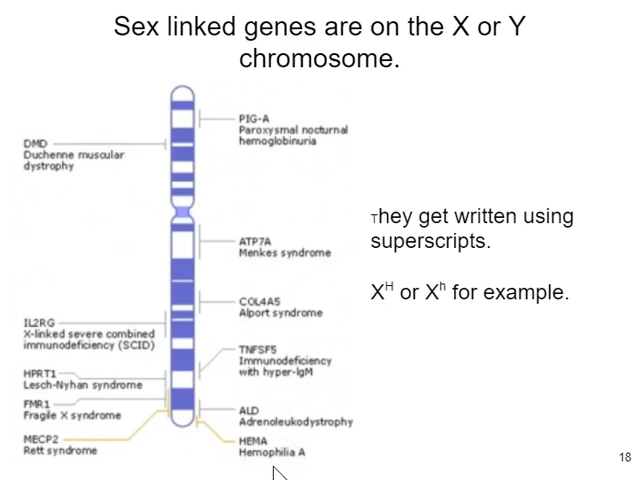 Sex linked genes are on the X or Y
chromosome.
PIG-A
Paroxysmal nocturnal
hemoglobinuria
DMD
Duchenne muscular
dystrophy
They get written using
superscripts.
ATP7A
Menkes syndrome
Xᴴ or Xʰ for example.
COL4A5
Alport syndrome
IL2RG
X-linked severe combined
immunodeficiency (SCID)
TNFSF5
Immunodeficiency
with hyper-IgM
HPRT1
Lesch-Nyhan syndrome
FMR1
Fragile X syndrome
ALD
Adrenoleukodystrophy
MECP2
Rett syndrome
HEMA
Hemophilia A
18